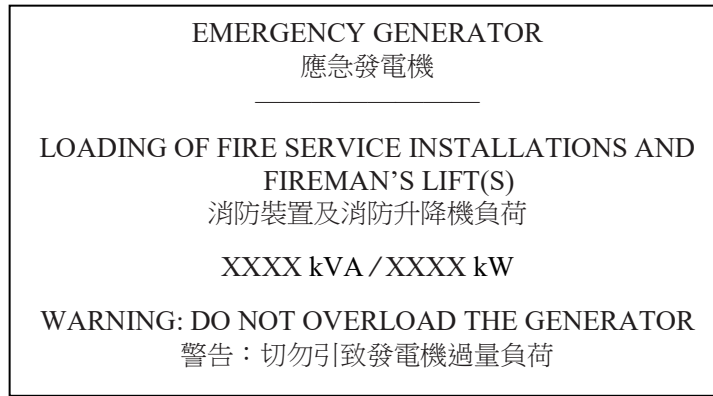 EMERGENCY GENERATOR
應急發電機
LOADING OF FIRE SERVICE INSTALLATIONS AND
FIREMAN’S LIFT(S)
消防裝置及消防升降機負荷
XXXX kVA / XXXX kW
WARNING: DO NOT OVERLOAD THE GENERATOR
警告：切勿引致發電機過量負荷